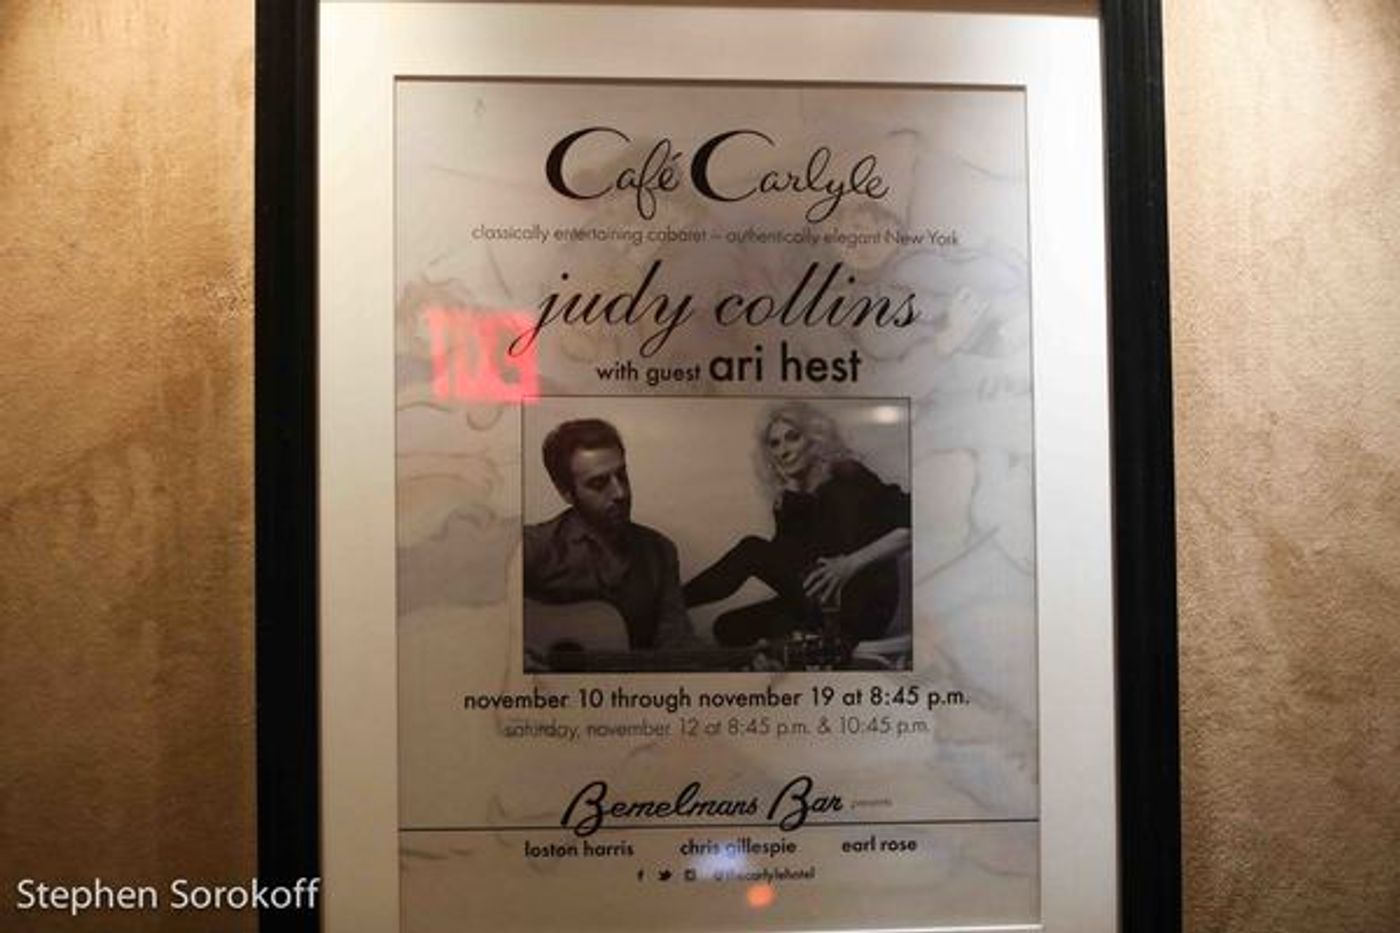 Café Carlyle
classically entertaining cabaret – authentically elegant New York
judy collins
with guest ari hest
november 10 through november 19 at 8:45 p.m.
saturday, november 12 at 8:45 p.m. & 10:45 p.m.
Bemelmans Bar presents
loston harris chris gillespie earl rose
@thecarlylehotel
Stephen Sorokoff